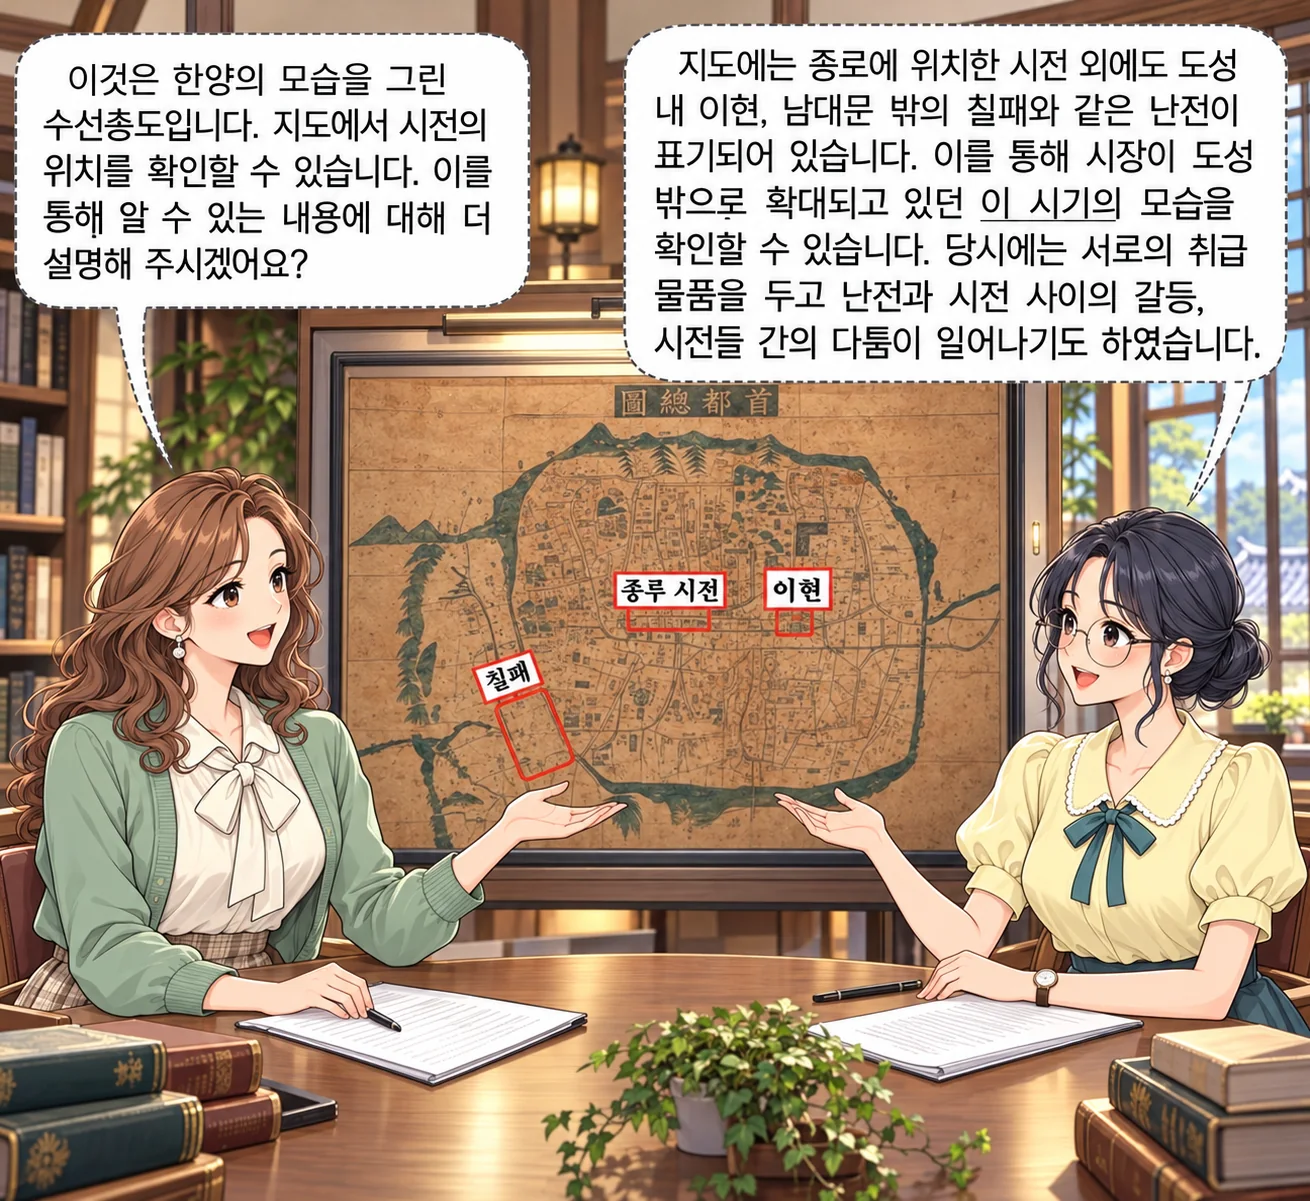 이것은 한양의 모습을 그린
수선총도입니다. 지도에서 시전의
위치를 확인할 수 있습니다. 이를
통해 알 수 있는 내용에 대해 더
설명해 주시겠어요?
지도에는 종로에 위치한 시전 외에도 도성
내 이현, 남대문 밖의 칠패와 같은 난전이
표기되어 있습니다. 이를 통해 시장이 도성
밖으로 확대되고 있던 이 시기의 모습을
확인할 수 있습니다. 당시에는 서로의 취급
물품을 두고 난전과 시전 사이의 갈등,
시전들 간의 다툼이 일어나기도 하였습니다.
圖總都首
종루 시전
이현
칠패